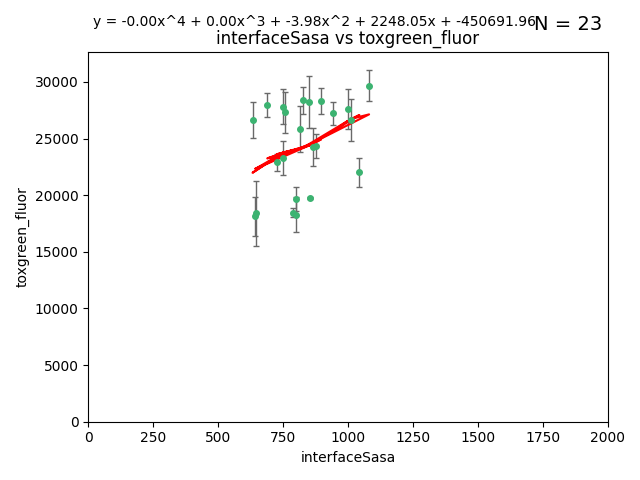 y = -0.00x^4 + 0.00x^3 + -3.98x^2 + 2248.05x + -450691.96
N = 23
interfaceSasa vs toxgreen_fluor
30000
25000
20000
15000
10000
5000
0
toxgreen_fluor
0 250 500 750 1000 1250 1500 1750 2000
interfaceSasa